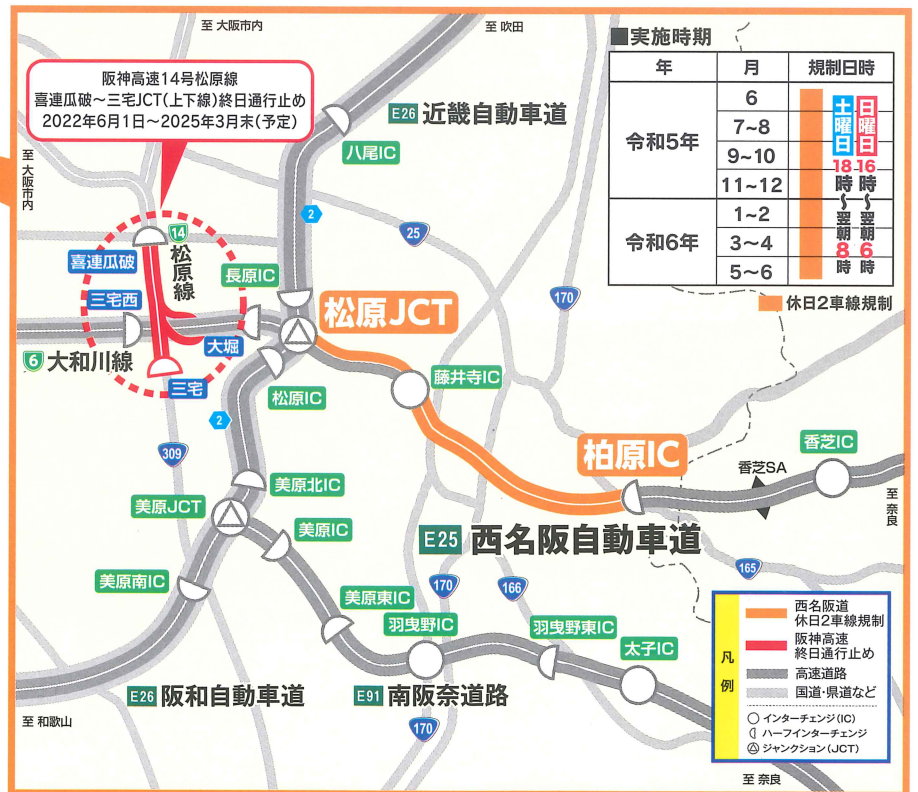 至 大阪市内
至 吹田
阪神高速14号松原線
喜連瓜破～三宅JCT(上下線)終日通行止め
2022年6月1日～2025年3月末(予定)
■実施時期
年 月 規制日時
令和5年
6
7~8
9~10
11~12
令和6年
1~2
3~4
5~6
土曜日18時～翌朝8時
日曜日16時～翌朝6時
休日2車線規制
至 大阪市内
E26 近畿自動車道
八尾IC
2
25
170
14 松原線
喜連瓜破
長原IC
三宅西
松原JCT
大堀
6 大和川線
三宅
藤井寺IC
松原IC
2
309
柏原IC
香芝IC
香芝SA
至 奈良
美原北IC
美原JCT
美原IC
E25 西名阪自動車道
165
170
166
美原南IC
美原東IC
羽曳野IC
羽曳野東IC
太子IC
E26 阪和自動車道
E91 南阪奈道路
至 和歌山
170
至 奈良
凡例
西名阪道
休日2車線規制
阪神高速
終日通行止め
高速道路
国道・県道など
インターチェンジ(IC)
ハーフインターチェンジ
ジャンクション(JCT)